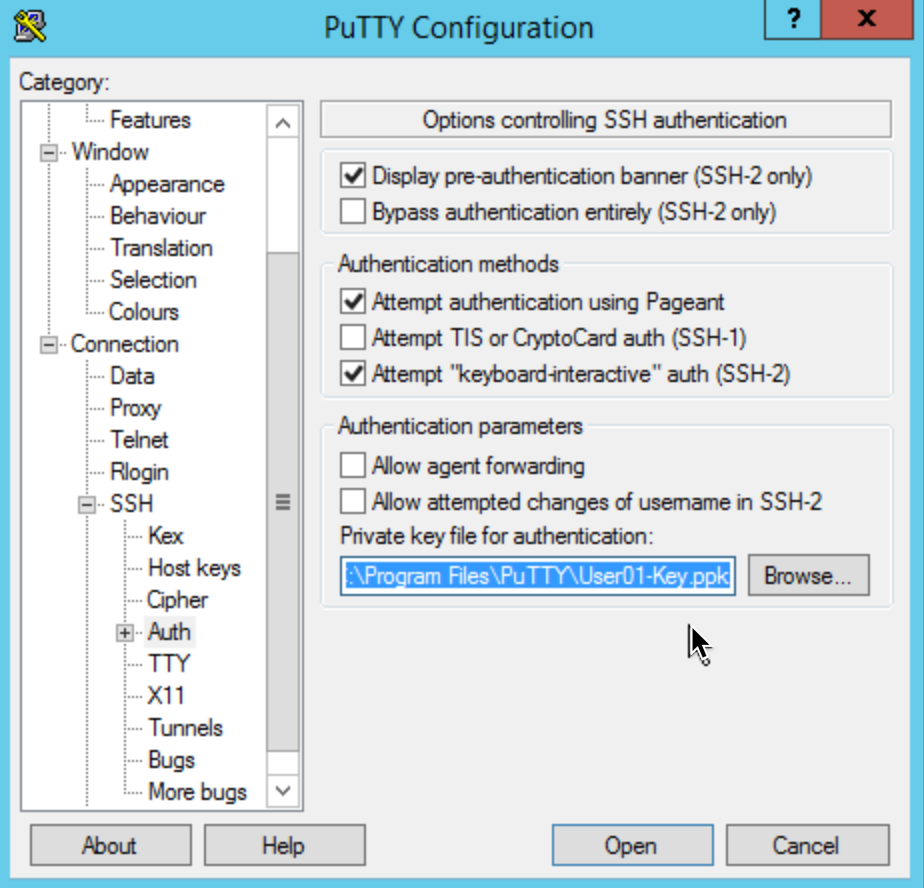 PuTTY Configuration
?
X
Category:
Features
Window
Appearance
Behaviour
Translation
Selection
Colours
Connection
Data
Proxy
Telnet
Rlogin
SSH
Kex
Host keys
Cipher
Auth
TTY
X11
Tunnels
Bugs
More bugs
Options controlling SSH authentication
Display pre-authentication banner (SSH-2 only)
Bypass authentication entirely (SSH-2 only)
Authentication methods
Attempt authentication using Pageant
Attempt TIS or CryptoCard auth (SSH-1)
Attempt "keyboard-interactive" auth (SSH-2)
Authentication parameters
Allow agent forwarding
Allow attempted changes of username in SSH-2
Private key file for authentication:
:\Program Files\PuTTY\User01-Key.ppk
Browse...
About
Help
Open
Cancel